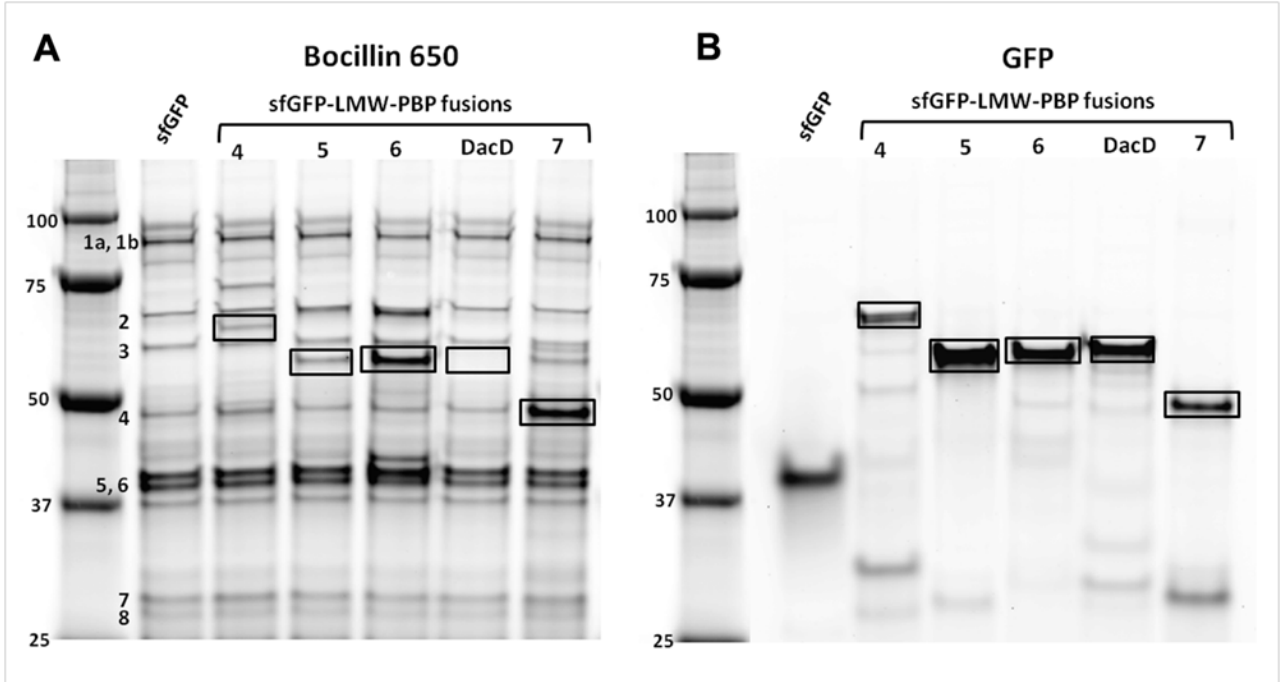 A
Bocillin 650
sfGFP
sfGFP-LMW-PBP fusions
4 5 6 DacD 7
100
1a, 1b
75
2
3
50
4
5, 6
37
7
8
25
B
GFP
sfGFP
sfGFP-LMW-PBP fusions
4 5 6 DacD 7
100
75
50
37
25